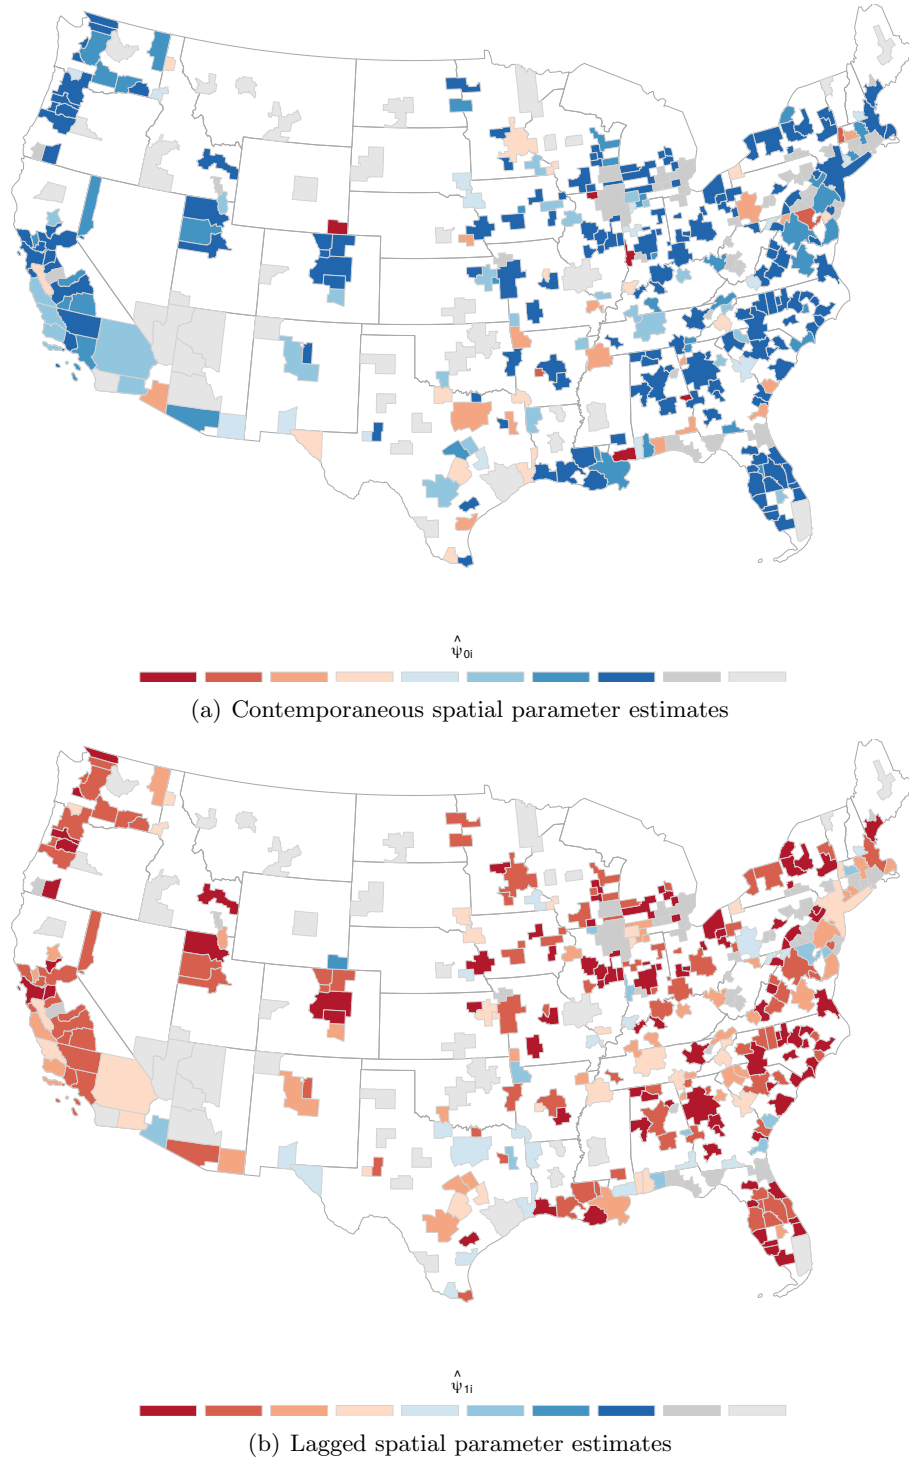 ψ̂₀ᵢ
(a) Contemporaneous spatial parameter estimates
ψ̂₁ᵢ
(b) Lagged spatial parameter estimates